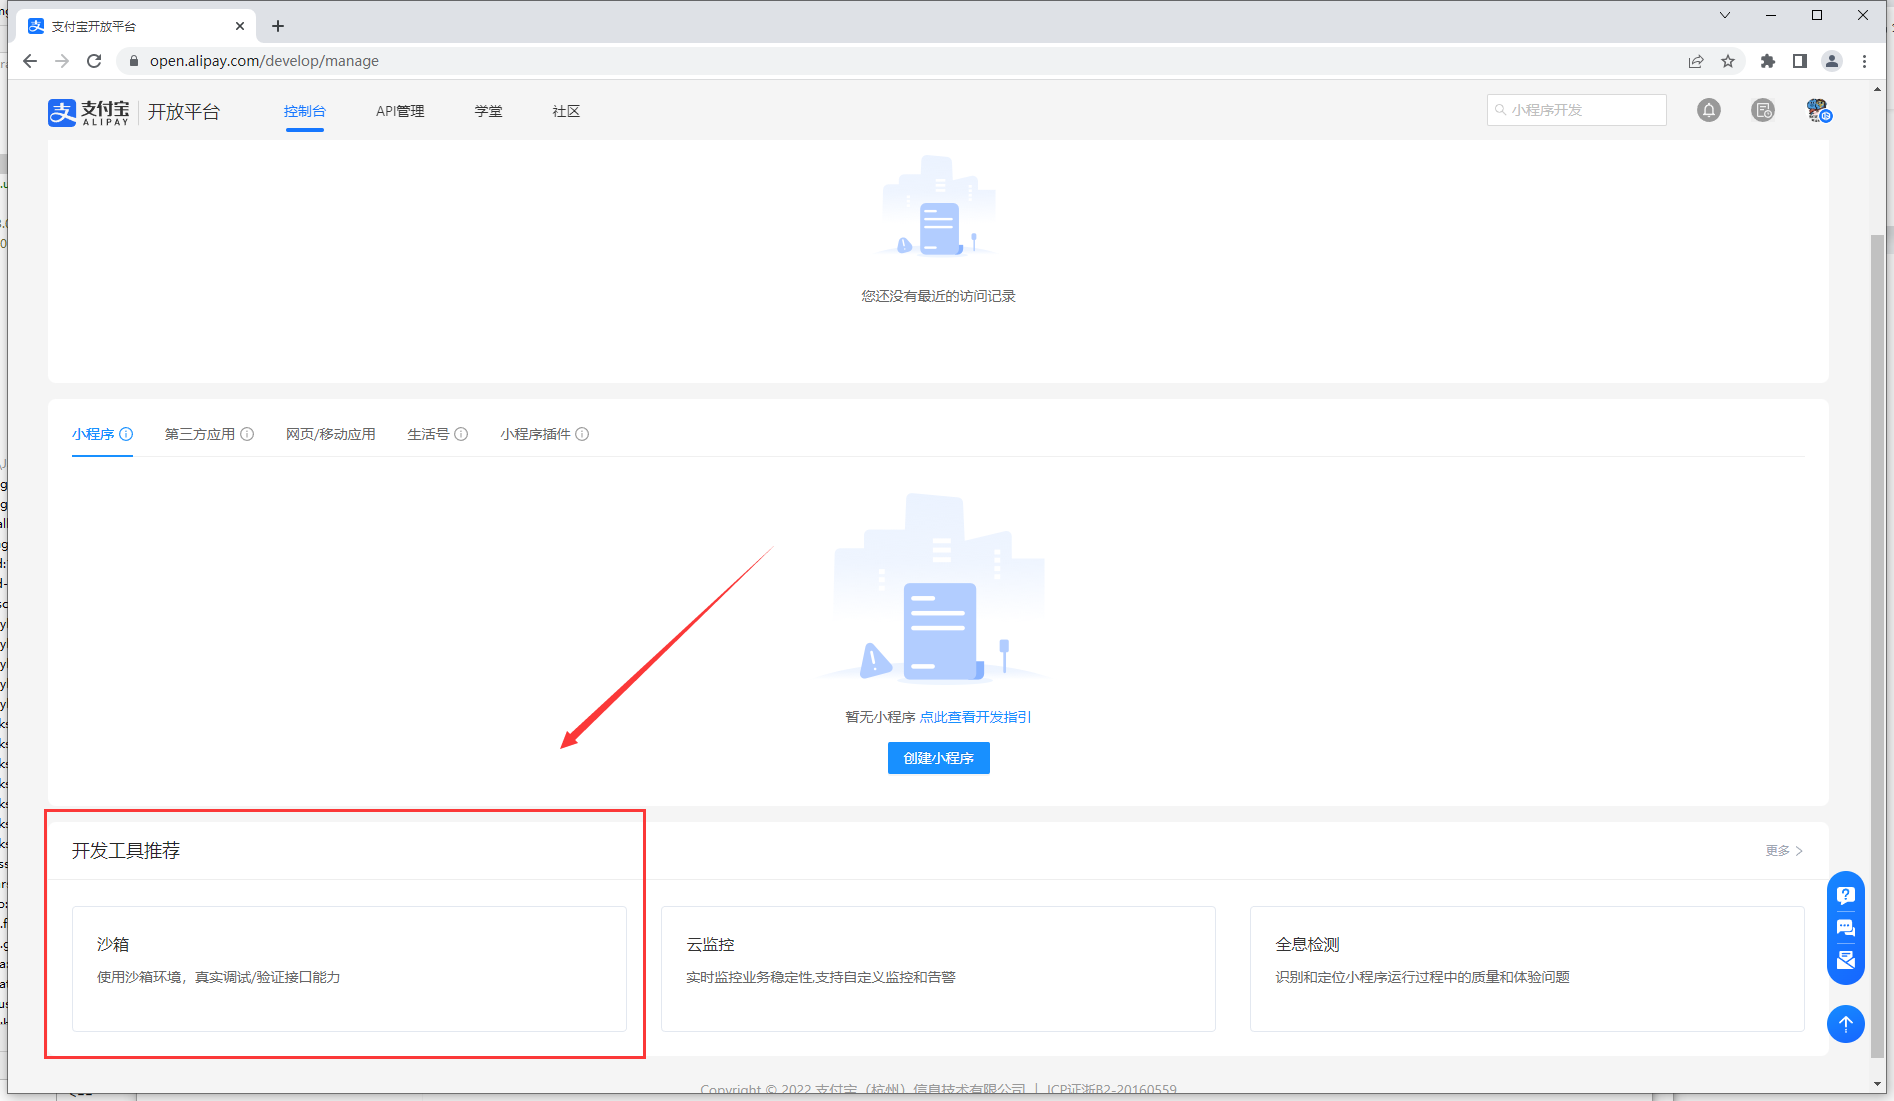 支付宝开放平台
open.alipay.com/develop/manage
支付宝 ALIPAY 开放平台 控制台 API管理 学堂 社区 小程序开发
您还没有最近的访问记录
小程序 第三方应用 网页/移动应用 生活号 小程序插件
暂无小程序 点此查看开发指引
创建小程序
开发工具推荐 更多
沙箱
使用沙箱环境，真实调试/验证接口能力
云监控
实时监控业务稳定性,支持自定义监控和告警
全息检测
识别和定位小程序运行过程中的质量和体验问题
Copyright © 2022 支付宝（杭州）信息技术有限公司 | ICP证浙B2-20160559